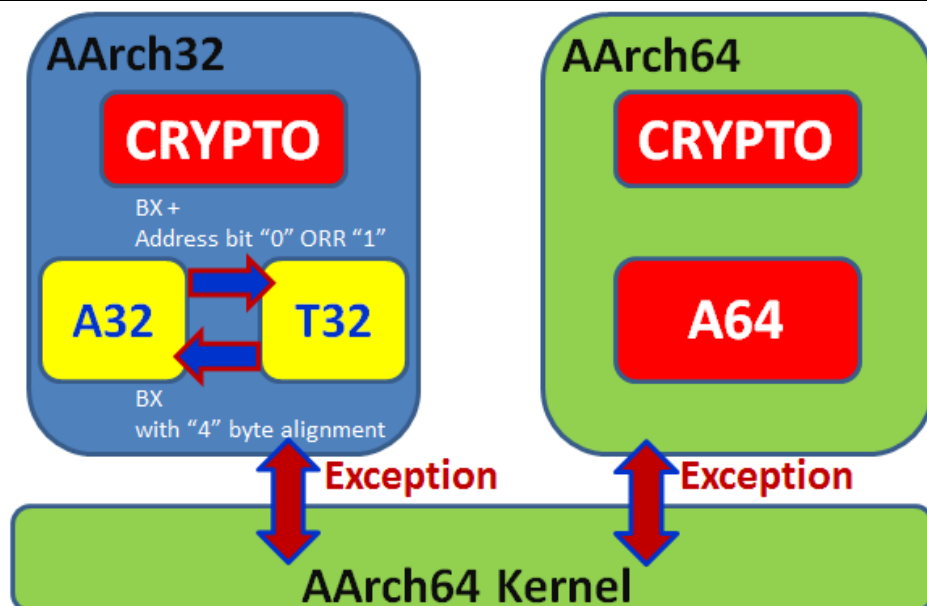 AArch32
CRYPTO
BX +
Address bit “0” ORR “1”
A32
T32
BX
with “4” byte alignment
Exception
AArch64
CRYPTO
A64
Exception
AArch64 Kernel